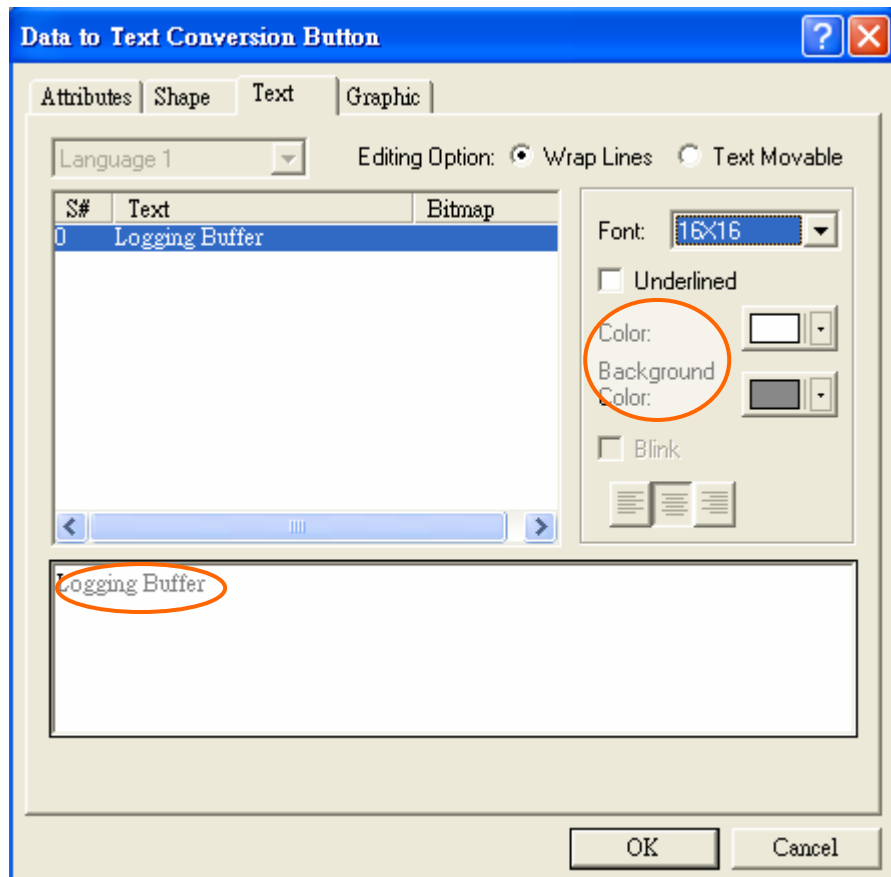 Data to Text Conversion Button
Attributes Shape Text Graphic
Language 1 Editing Option: Wrap Lines Text Movable
S# Text Bitmap
0 Logging Buffer
Font: 16X16
Underlined
Color:
Background
Color:
Blink
Logging Buffer
OK Cancel